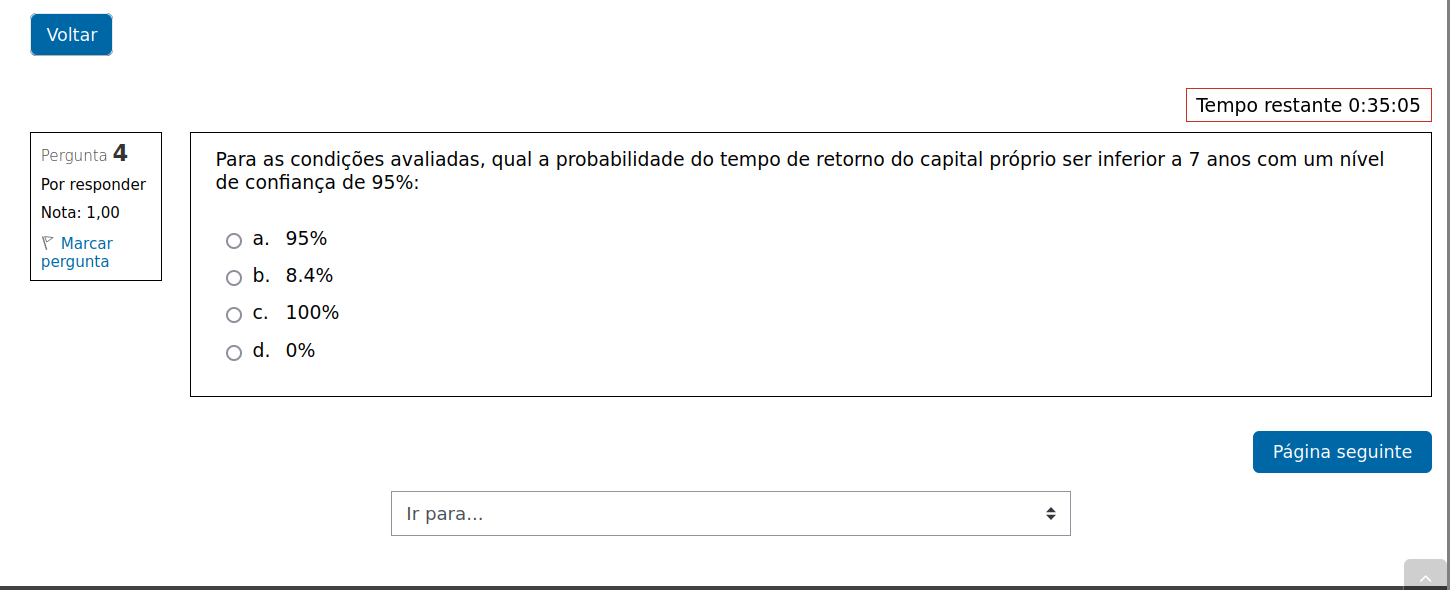 Voltar
Tempo restante 0:35:05
Pergunta 4
Por responder
Nota: 1,00
Marcar
pergunta
Para as condições avaliadas, qual a probabilidade do tempo de retorno do capital próprio ser inferior a 7 anos com um nível
de confiança de 95%:
a. 95%
b. 8.4%
c. 100%
d. 0%
Página seguinte
Ir para...